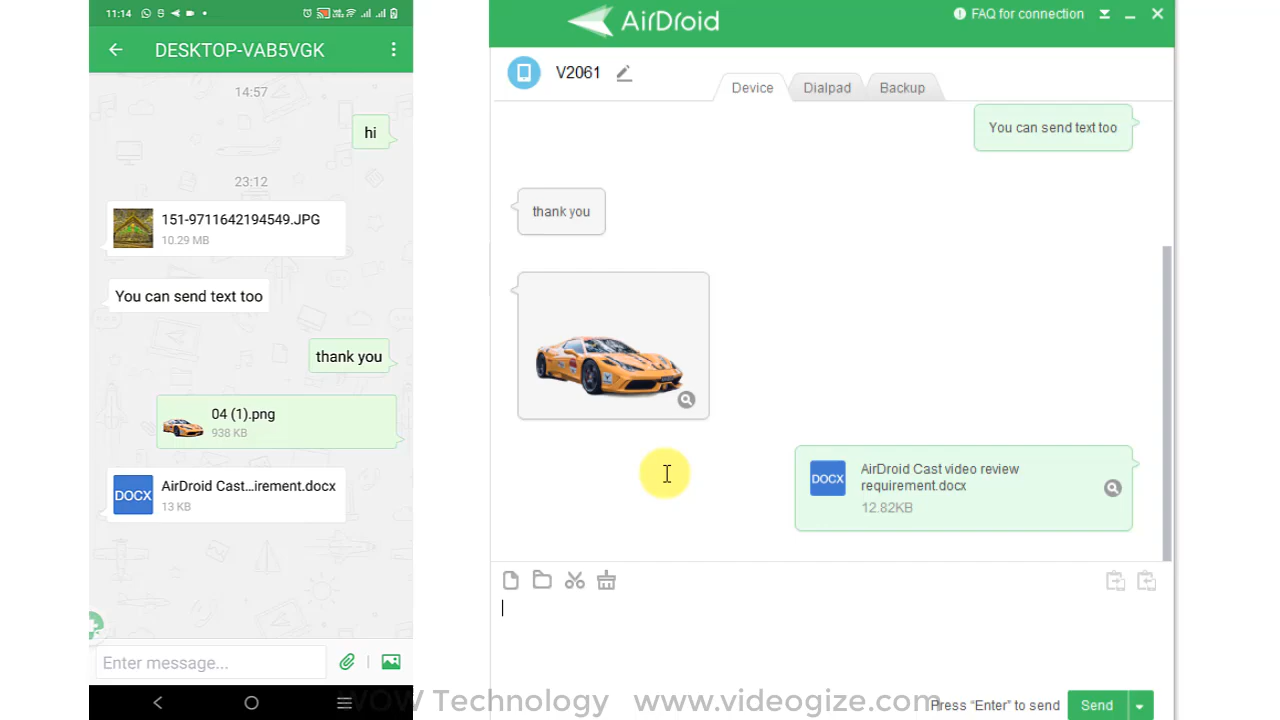 11:14
DESKTOP-VAB5VGK
14:57
hi
23:12
151-9711642194549.JPG
10.29 MB
You can send text too
thank you
04 (1).png
938 KB
DOCX
AirDroid Cast...irement.docx
13 KB
Enter message...
AirDroid
FAQ for connection
V2061
Device
Dialpad
Backup
You can send text too
thank you
DOCX
AirDroid Cast video review
requirement.docx
12.82KB
Press “Enter” to send
Send
WOW Technology www.videogize.com